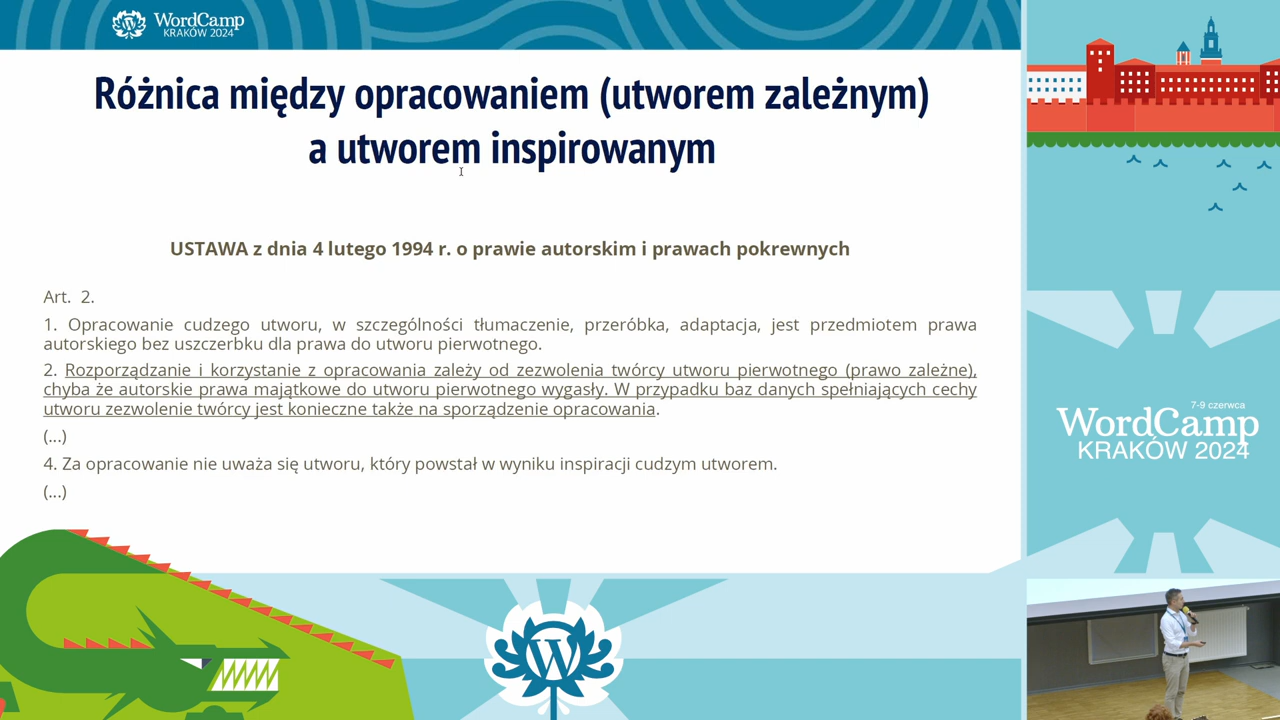 WordCamp
KRAKÓW 2024
Różnica między opracowaniem (utworem zależnym)
a utworem inspirowanym
USTAWA z dnia 4 lutego 1994 r. o prawie autorskim i prawach pokrewnych
Art. 2.
1. Opracowanie cudzego utworu, w szczególności tłumaczenie, przeróbka, adaptacja, jest przedmiotem prawa
autorskiego bez uszczerbku dla prawa do utworu pierwotnego.
2. Rozporządzanie i korzystanie z opracowania zależy od zezwolenia twórcy utworu pierwotnego (prawo zależne),
chyba że autorskie prawa majątkowe do utworu pierwotnego wygasły. W przypadku baz danych spełniających cechy
utworu zezwolenie twórcy jest konieczne także na sporządzenie opracowania.
(...)
4. Za opracowanie nie uważa się utworu, który powstał w wyniku inspiracji cudzym utworem.
(...)
7-9 czerwca
WordCamp
KRAKÓW 2024